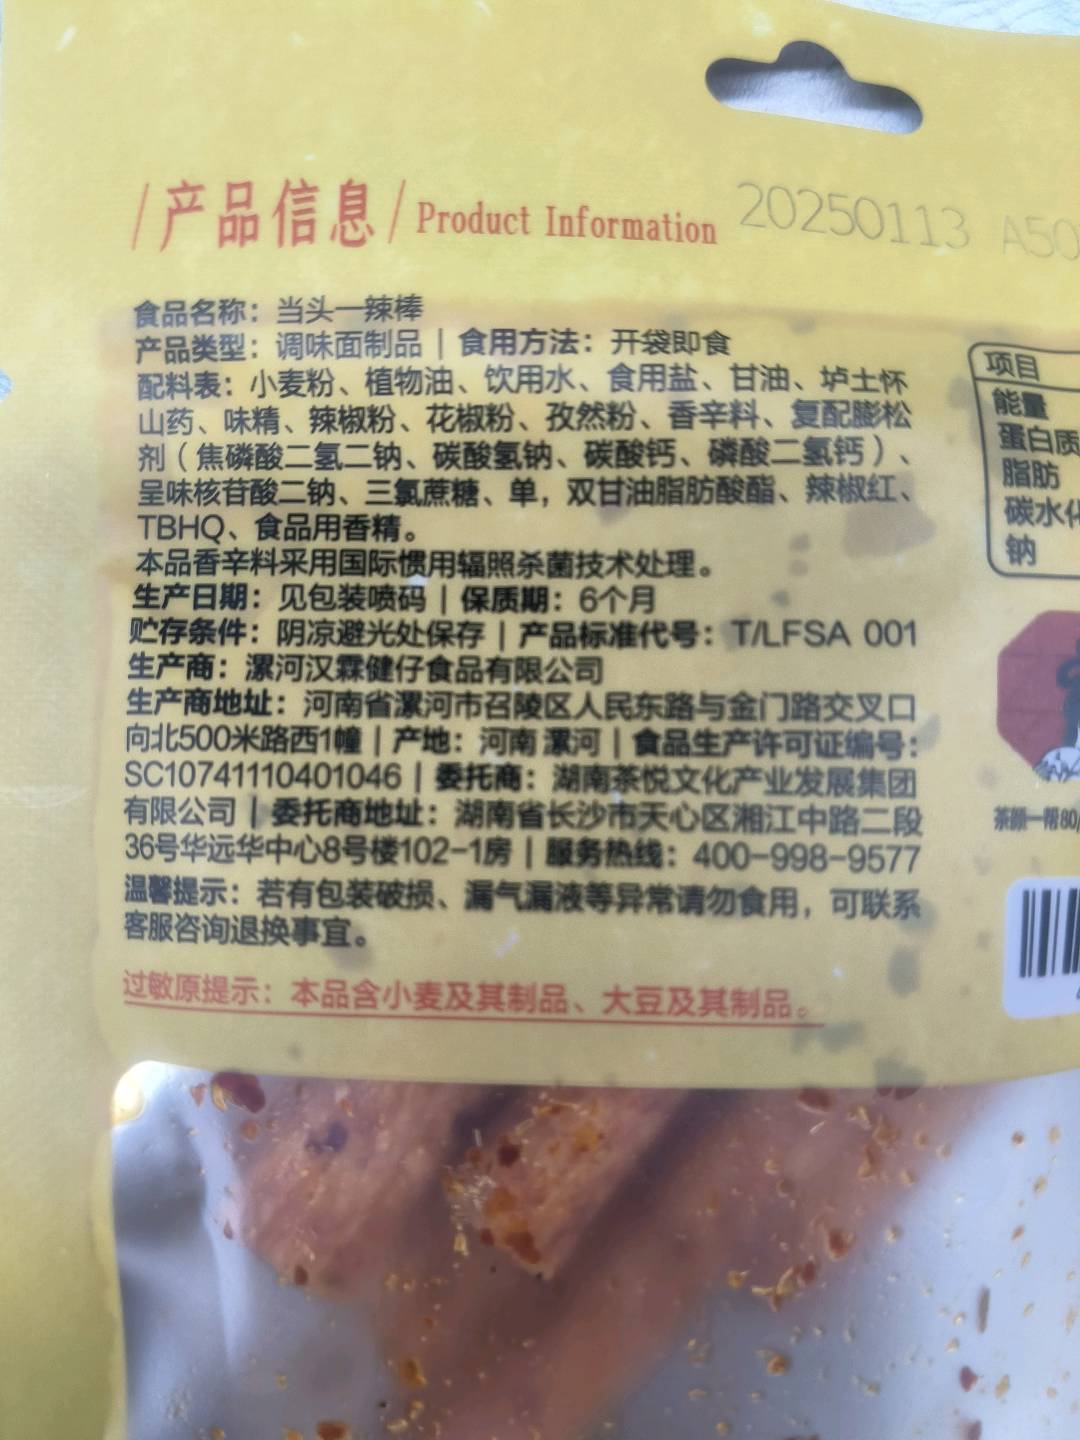 /产品信息/ Product Information 20250113 A50
食品名称：当头一辣棒
产品类型：调味面制品 | 食用方法：开袋即食
配料表：小麦粉、植物油、饮用水、食用盐、甘油、垆土怀
山药、味精、辣椒粉、花椒粉、孜然粉、香辛料、复配膨松
剂（焦磷酸二氢二钠、碳酸氢钠、碳酸钙、磷酸二氢钙）、
呈味核苷酸二钠、三氯蔗糖、单，双甘油脂肪酸酯、辣椒红、
TBHQ、食品用香精。
本品香辛料采用国际惯用辐照杀菌技术处理。
生产日期：见包装喷码 | 保质期：6个月
贮存条件：阴凉避光处保存 | 产品标准代号：T/LFSA 001
生产商：漯河汉霖健仔食品有限公司
生产商地址：河南省漯河市召陵区人民东路与金门路交叉口
向北500米路西1幢 | 产地：河南 漯河 | 食品生产许可证编号：
SC10741110401046 | 委托商：湖南茶悦文化产业发展集团
有限公司 | 委托商地址：湖南省长沙市天心区湘江中路二段
36号华远华中心8号楼102-1房 | 服务热线：400-998-9577
温馨提示：若有包装破损、漏气漏液等异常请勿食用，可联系
客服咨询退换事宜。
过敏原提示：本品含小麦及其制品、大豆及其制品。
项目
能量
蛋白质
脂肪
碳水化
钠
茶颜一帮80